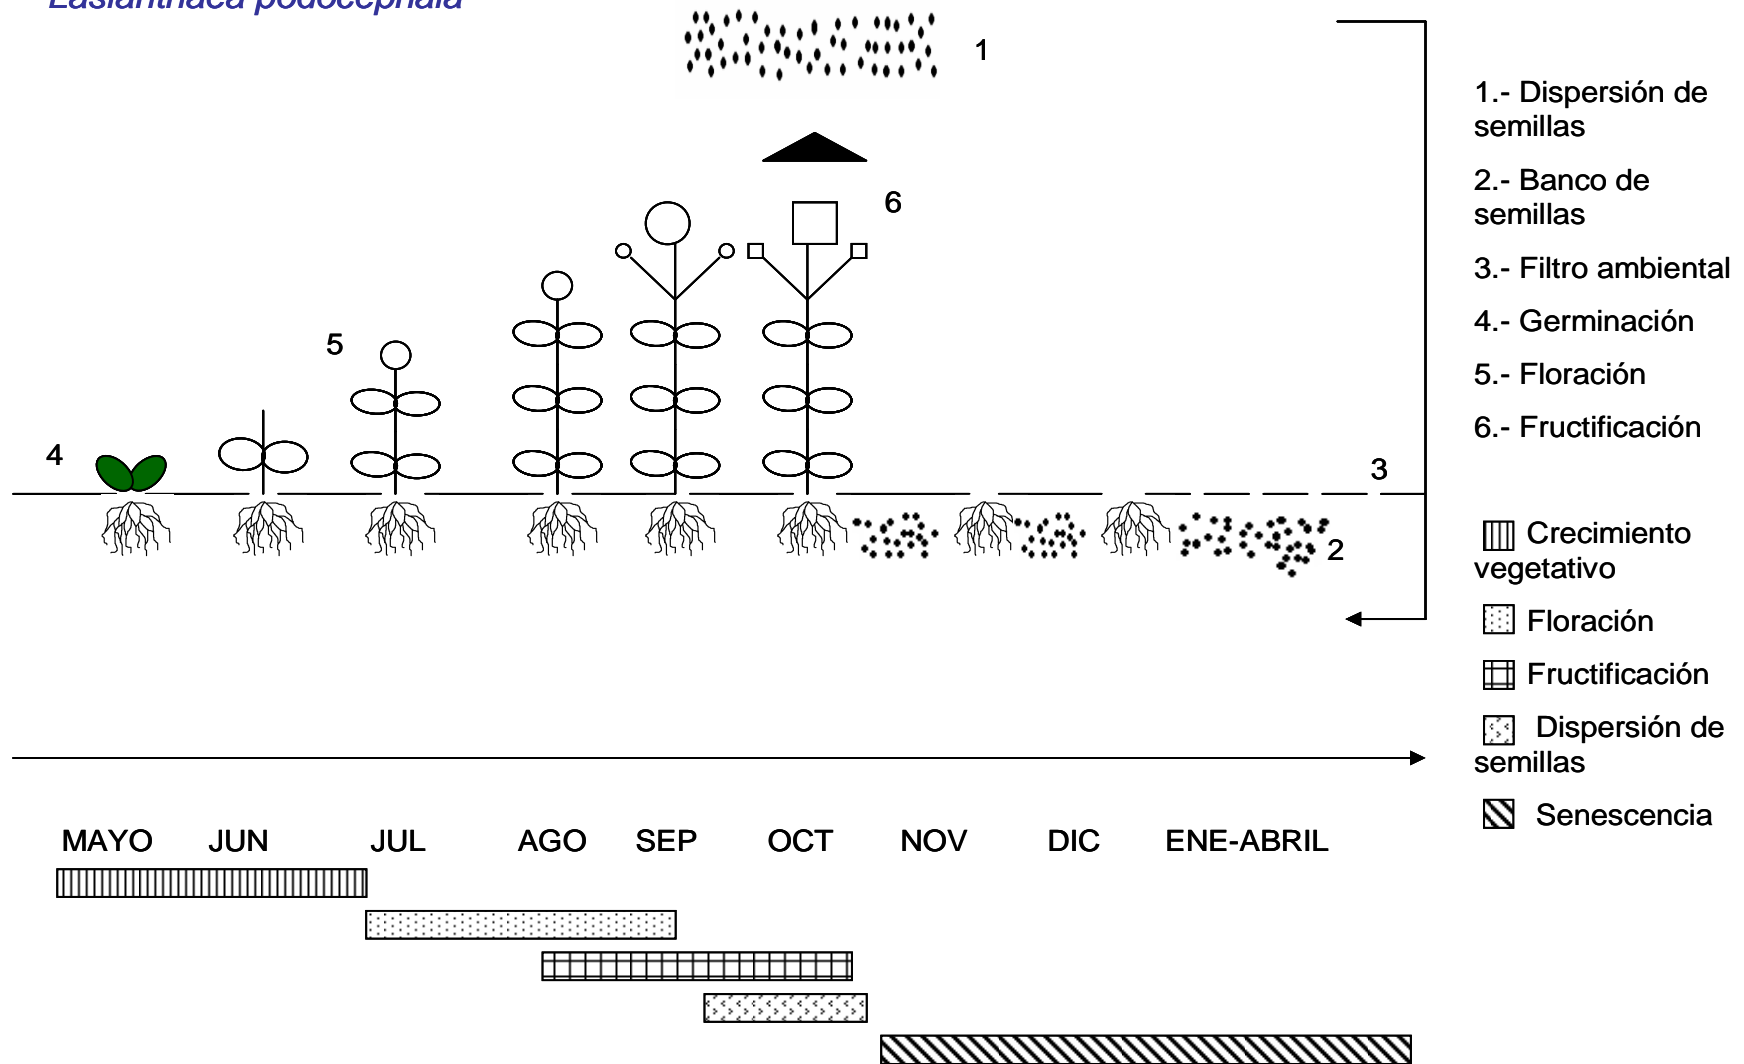 Lasianthaea podocephala
1
6
5
4
3
2
1.- Dispersión de
semillas
2.- Banco de
semillas
3.- Filtro ambiental
4.- Germinación
5.- Floración
6.- Fructificación
Crecimiento
vegetativo
Floración
Fructificación
Dispersión de
semillas
Senescencia
MAYO JUN JUL AGO SEP OCT NOV DIC ENE-ABRIL